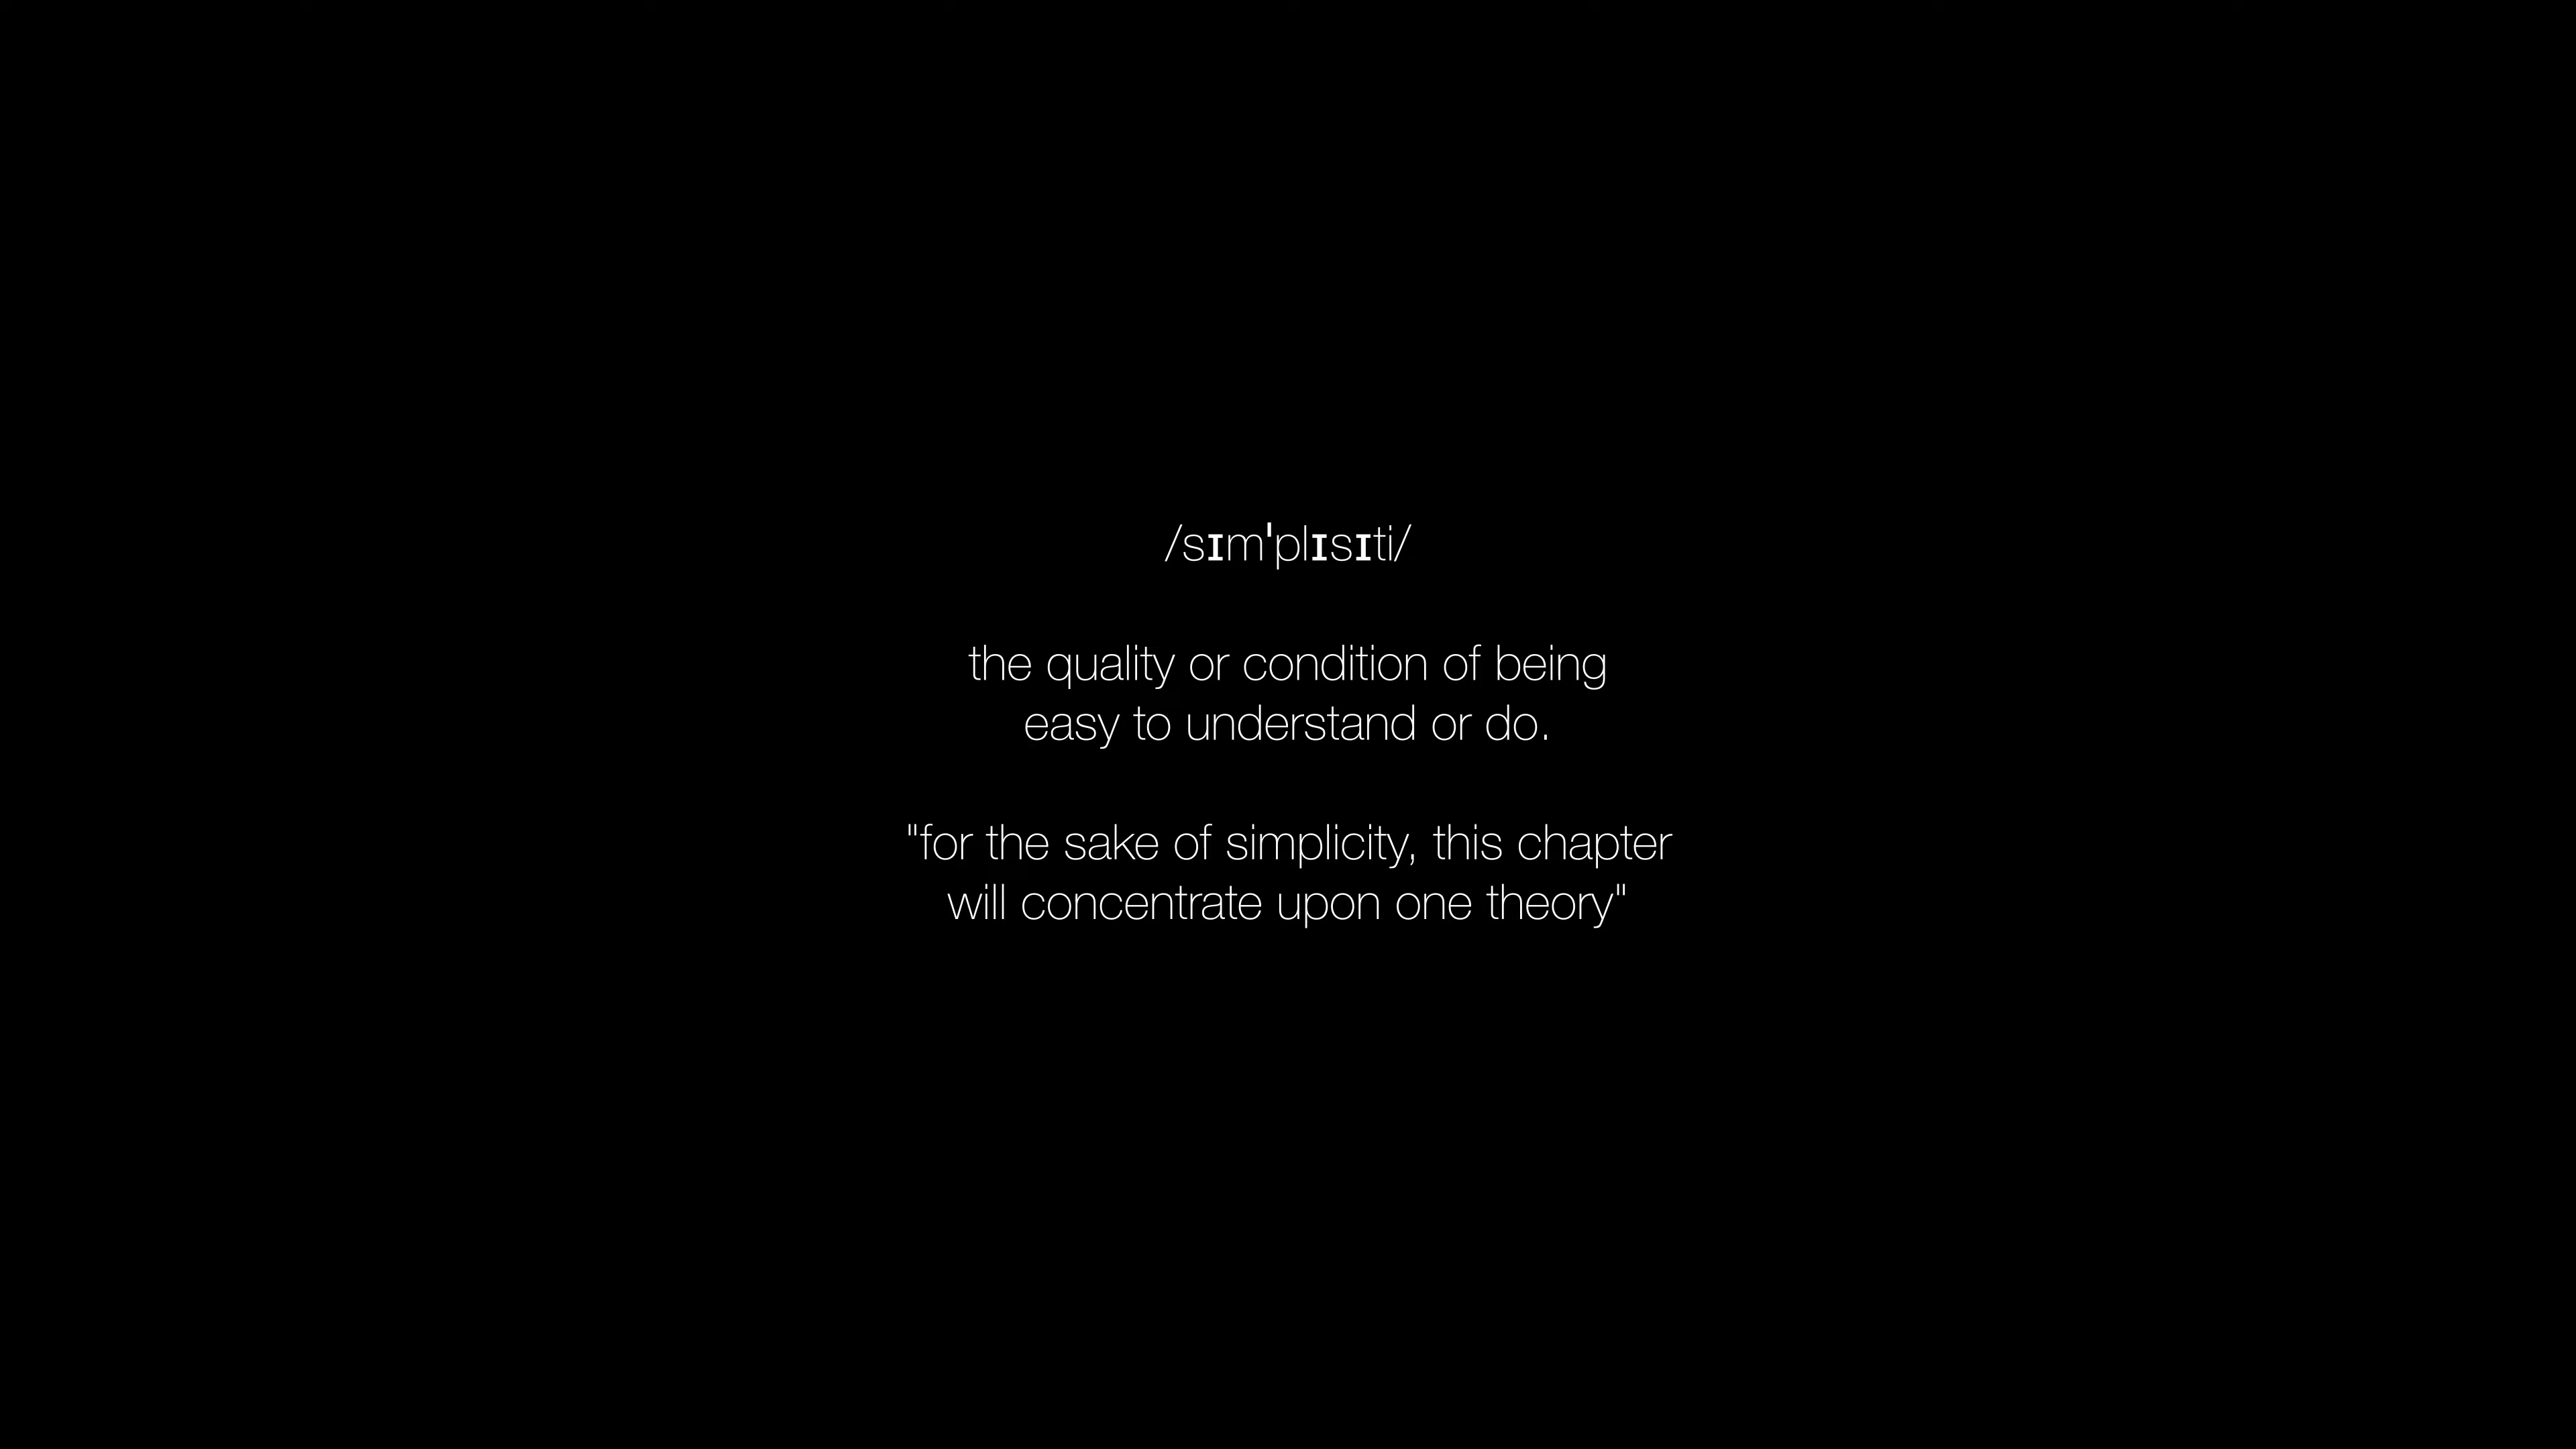 /sɪmˈplɪsɪti/
the quality or condition of being
easy to understand or do.
"for the sake of simplicity, this chapter
will concentrate upon one theory"